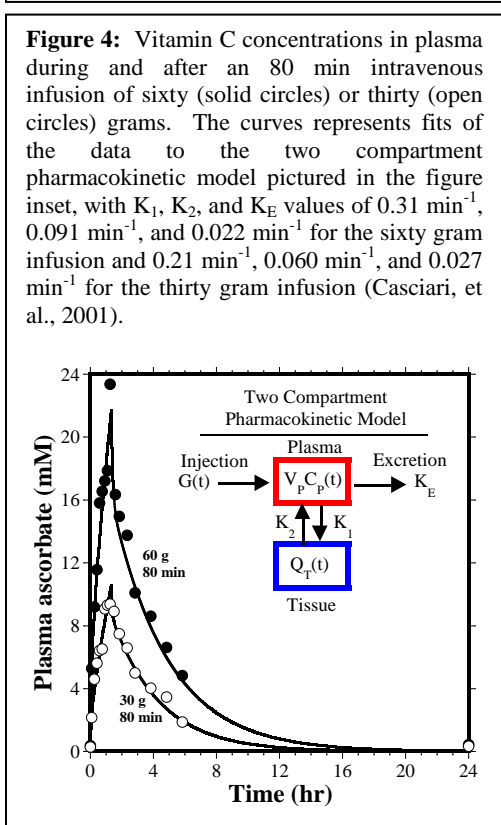 Figure 4: Vitamin C concentrations in plasma
during and after an 80 min intravenous
infusion of sixty (solid circles) or thirty (open
circles) grams. The curves represents fits of
the data to the two compartment
pharmacokinetic model pictured in the figure
inset, with K₁, K₂, and K_E values of 0.31 min⁻¹,
0.091 min⁻¹, and 0.022 min⁻¹ for the sixty gram
infusion and 0.21 min⁻¹, 0.060 min⁻¹, and 0.027
min⁻¹ for the thirty gram infusion (Casciari, et
al., 2001).
24
20
16
12
8
4
0
Plasma ascorbate (mM)
Two Compartment
Pharmacokinetic Model
Plasma
Injection
G(t)
V_PC_P(t)
Excretion
K_E
K₂
K₁
Q_T(t)
Tissue
60 g
80 min
30 g
80 min
0 4 8 12 16 20 24
Time (hr)